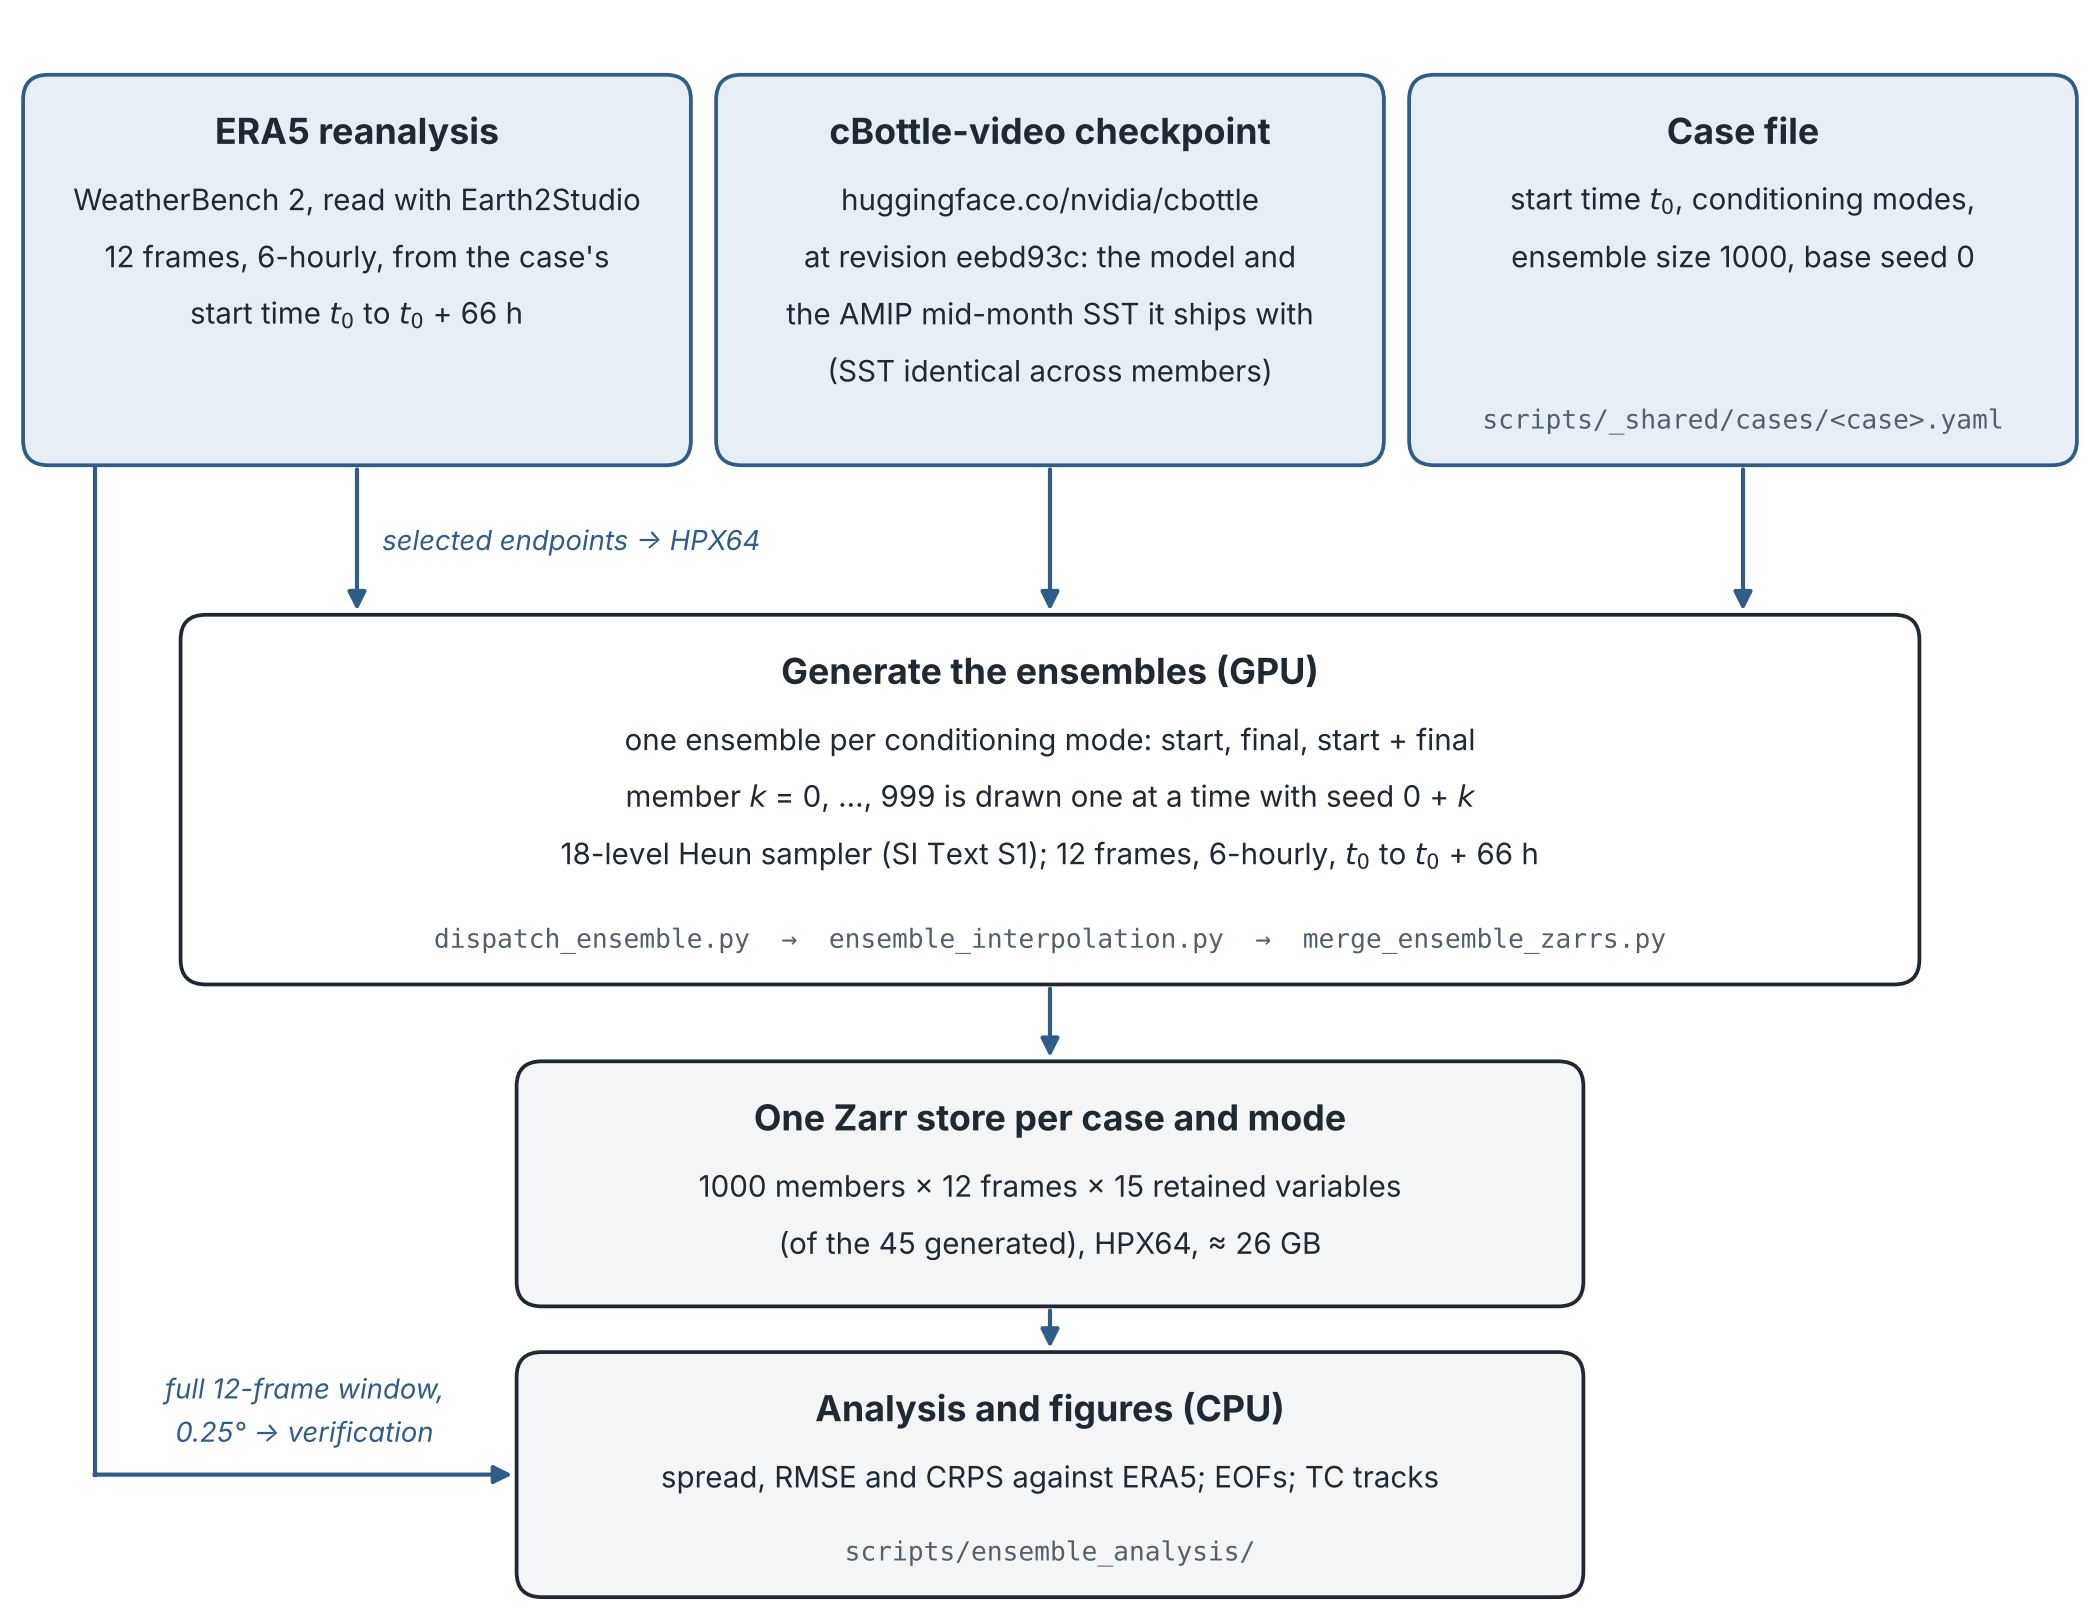 ERA5 reanalysis
WeatherBench 2, read with Earth2Studio
12 frames, 6-hourly, from the case's
start time t₀ to t₀ + 66 h
cBottle-video checkpoint
huggingface.co/nvidia/cbottle
at revision eebd93c: the model and
the AMIP mid-month SST it ships with
(SST identical across members)
Case file
start time t₀, conditioning modes,
ensemble size 1000, base seed 0
scripts/_shared/cases/<case>.yaml
selected endpoints → HPX64
Generate the ensembles (GPU)
one ensemble per conditioning mode: start, final, start + final
member k = 0, ..., 999 is drawn one at a time with seed 0 + k
18-level Heun sampler (SI Text S1); 12 frames, 6-hourly, t₀ to t₀ + 66 h
dispatch_ensemble.py → ensemble_interpolation.py → merge_ensemble_zarrs.py
One Zarr store per case and mode
1000 members × 12 frames × 15 retained variables
(of the 45 generated), HPX64, ≈ 26 GB
full 12-frame window,
0.25° → verification
Analysis and figures (CPU)
spread, RMSE and CRPS against ERA5; EOFs; TC tracks
scripts/ensemble_analysis/